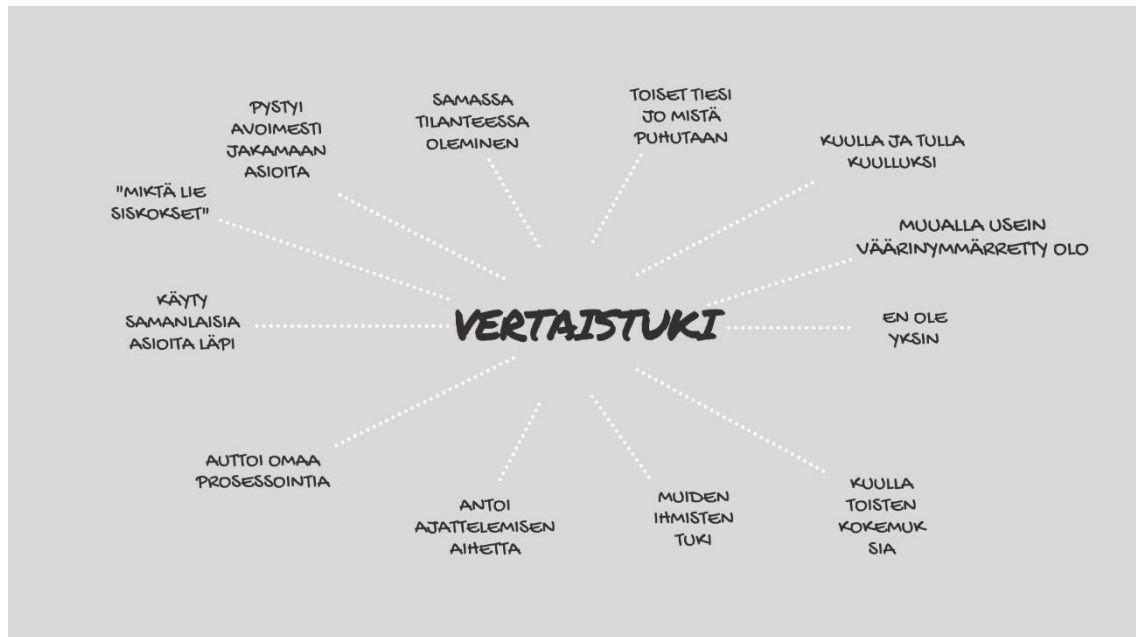 PYSTYI
AVOIMESTI
JAKAMAAN
ASIOITA
SAMASSA
TILANTEESSA
OLEMINEN
TOISET TIESI
JO MISTÄ
PUHUTAAN
KUULLA JA TULLA
KUULLUKSI
"MIKTÄ LIE
SISKOKSET"
MUUALLA USEIN
VÄÄRINYMMÄRRETTY OLO
KÄYTY
SAMANLAISIA
ASIOITA LÄPI
VERTAISTUKI
EN OLE
YKSIN
AUTTOI OMAA
PROSESSOINTIA
ANTOI
AJATTELEMISEN
AIHETTA
MUIDEN
IHMISTEN
TUKI
KUULLA
TOISTEN
KOKEMUK
SIA